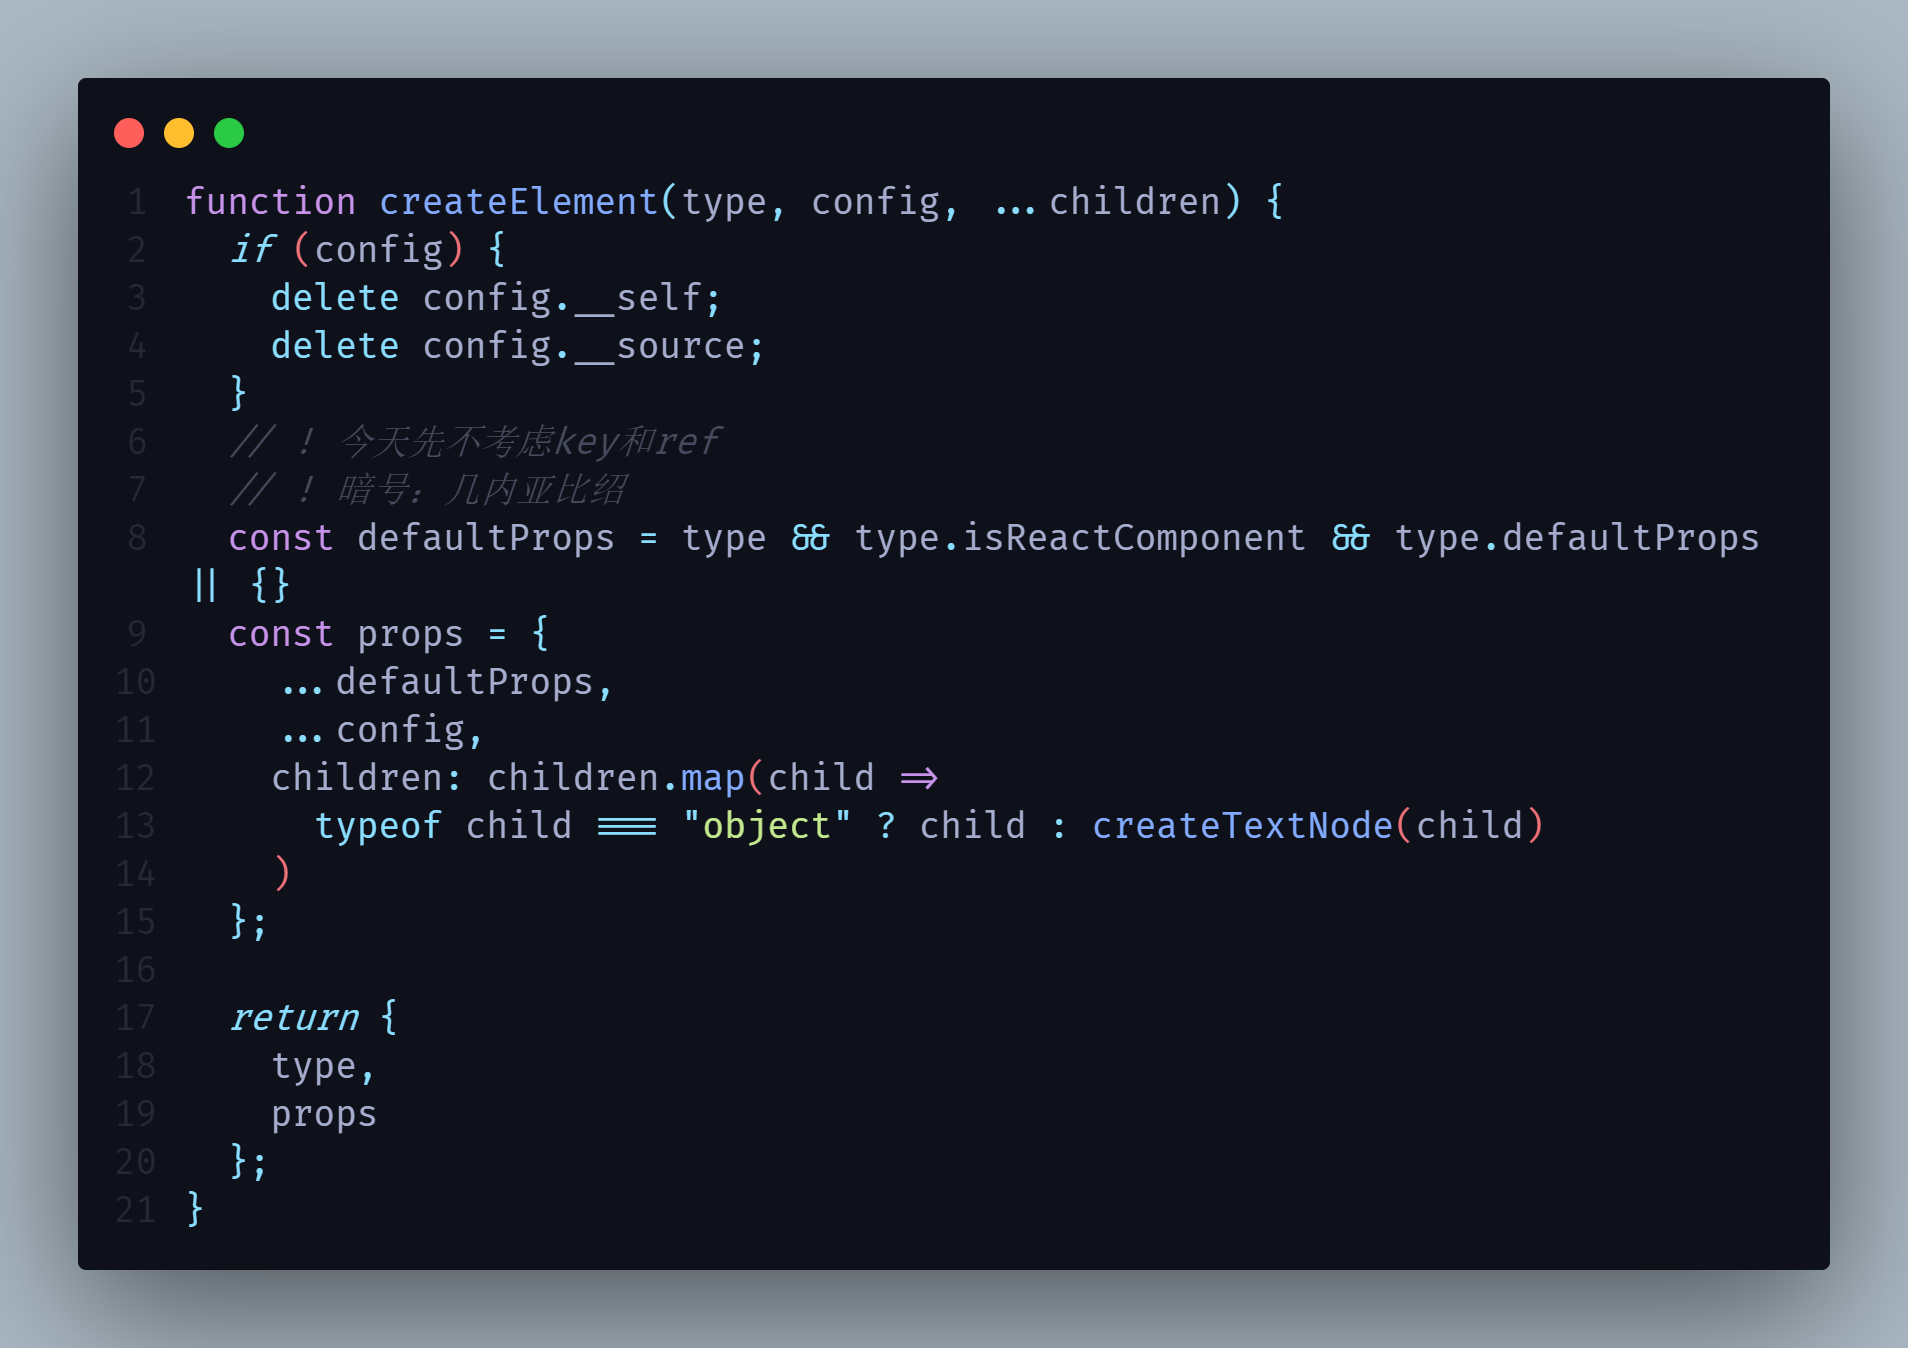 1 function createElement(type, config, ...children) {
2   if (config) {
3     delete config.__self;
4     delete config.__source;
5   }
6   // ! 今天先不考虑key和ref
7   // ! 暗号：几内亚比绍
8   const defaultProps = type && type.isReactComponent && type.defaultProps
|| {}
9   const props = {
10     ...defaultProps,
11     ...config,
12     children: children.map(child =>
13       typeof child === "object" ? child : createTextNode(child)
14     )
15   };
16
17   return {
18     type,
19     props
20   };
21 }